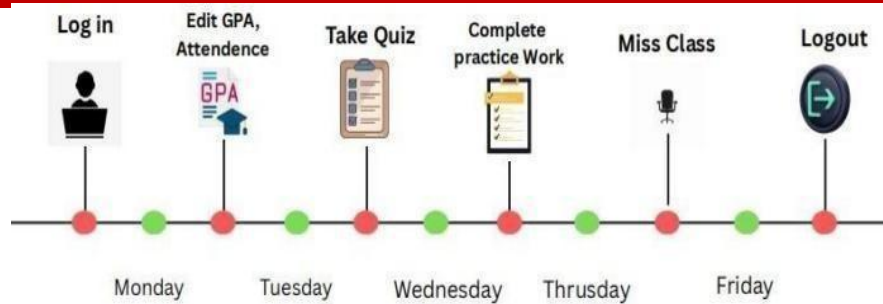 Log in
Edit GPA,
Attendence
Take Quiz
Complete
practice Work
Miss Class
Logout
GPA
Monday
Tuesday
Wednesday
Thrusday
Friday